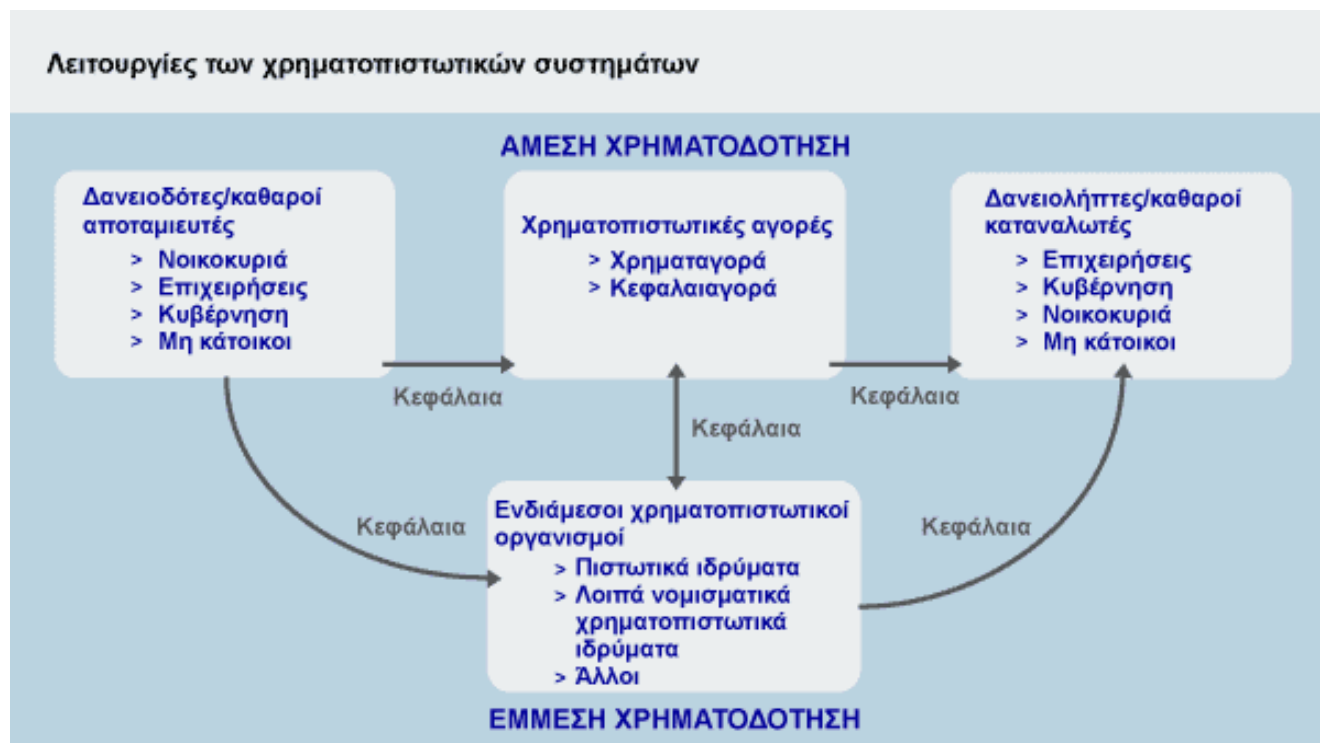 Λειτουργίες των χρηματοπιστωτικών συστημάτων
ΑΜΕΣΗ ΧΡΗΜΑΤΟΔΟΤΗΣΗ
Δανειοδότες/καθαροί
αποταμιευτές
> Νοικοκυριά
> Επιχειρήσεις
> Κυβέρνηση
> Μη κάτοικοι
Χρηματοπιστωτικές αγορές
> Χρηματαγορά
> Κεφαλαιαγορά
Δανειολήπτες/καθαροί
καταναλωτές
> Επιχειρήσεις
> Κυβέρνηση
> Νοικοκυριά
> Μη κάτοικοι
Κεφάλαια
Κεφάλαια
Κεφάλαια
Κεφάλαια
Κεφάλαια
Ενδιάμεσοι χρηματοπιστωτικοί
οργανισμοί
> Πιστωτικά ιδρύματα
> Λοιπά νομισματικά
χρηματοπιστωτικά
ιδρύματα
> Άλλοι
ΕΜΜΕΣΗ ΧΡΗΜΑΤΟΔΟΤΗΣΗ